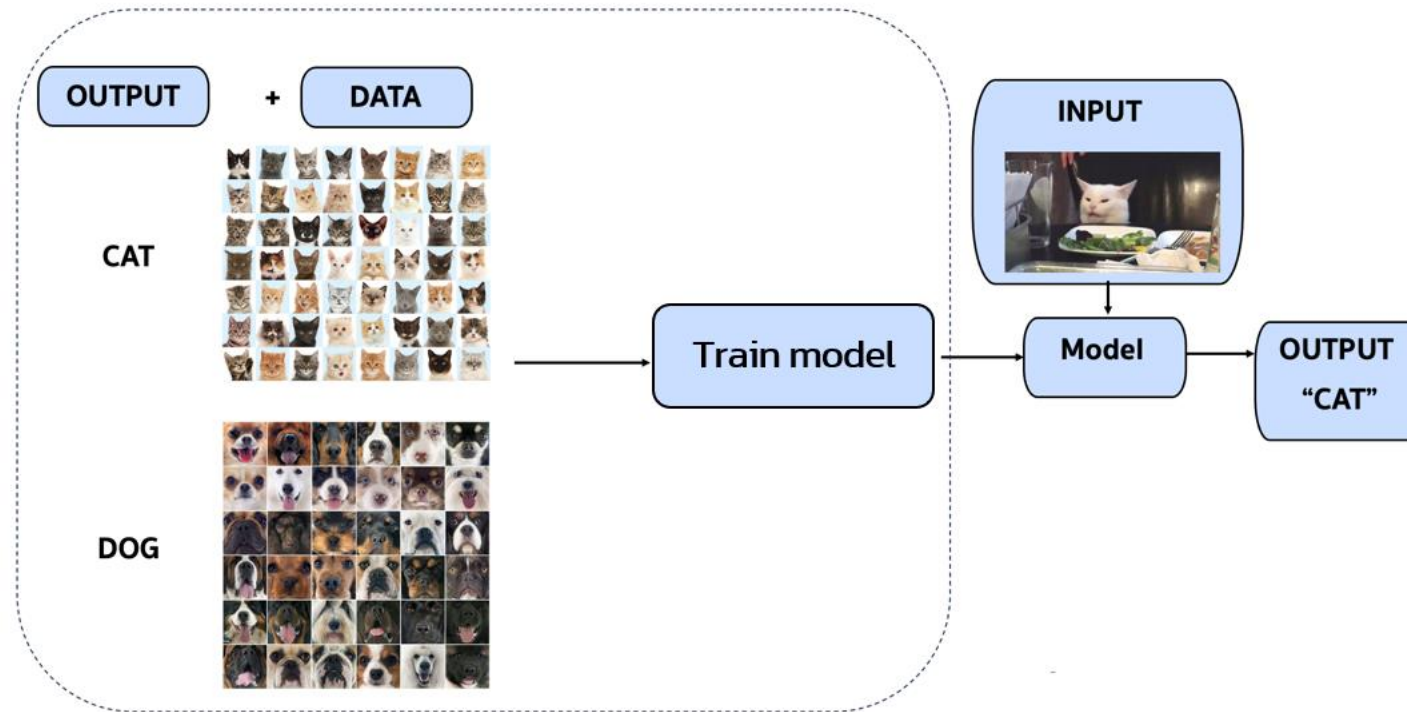 OUTPUT + DATA
CAT
DOG
Train model
INPUT
Model
OUTPUT
“CAT”